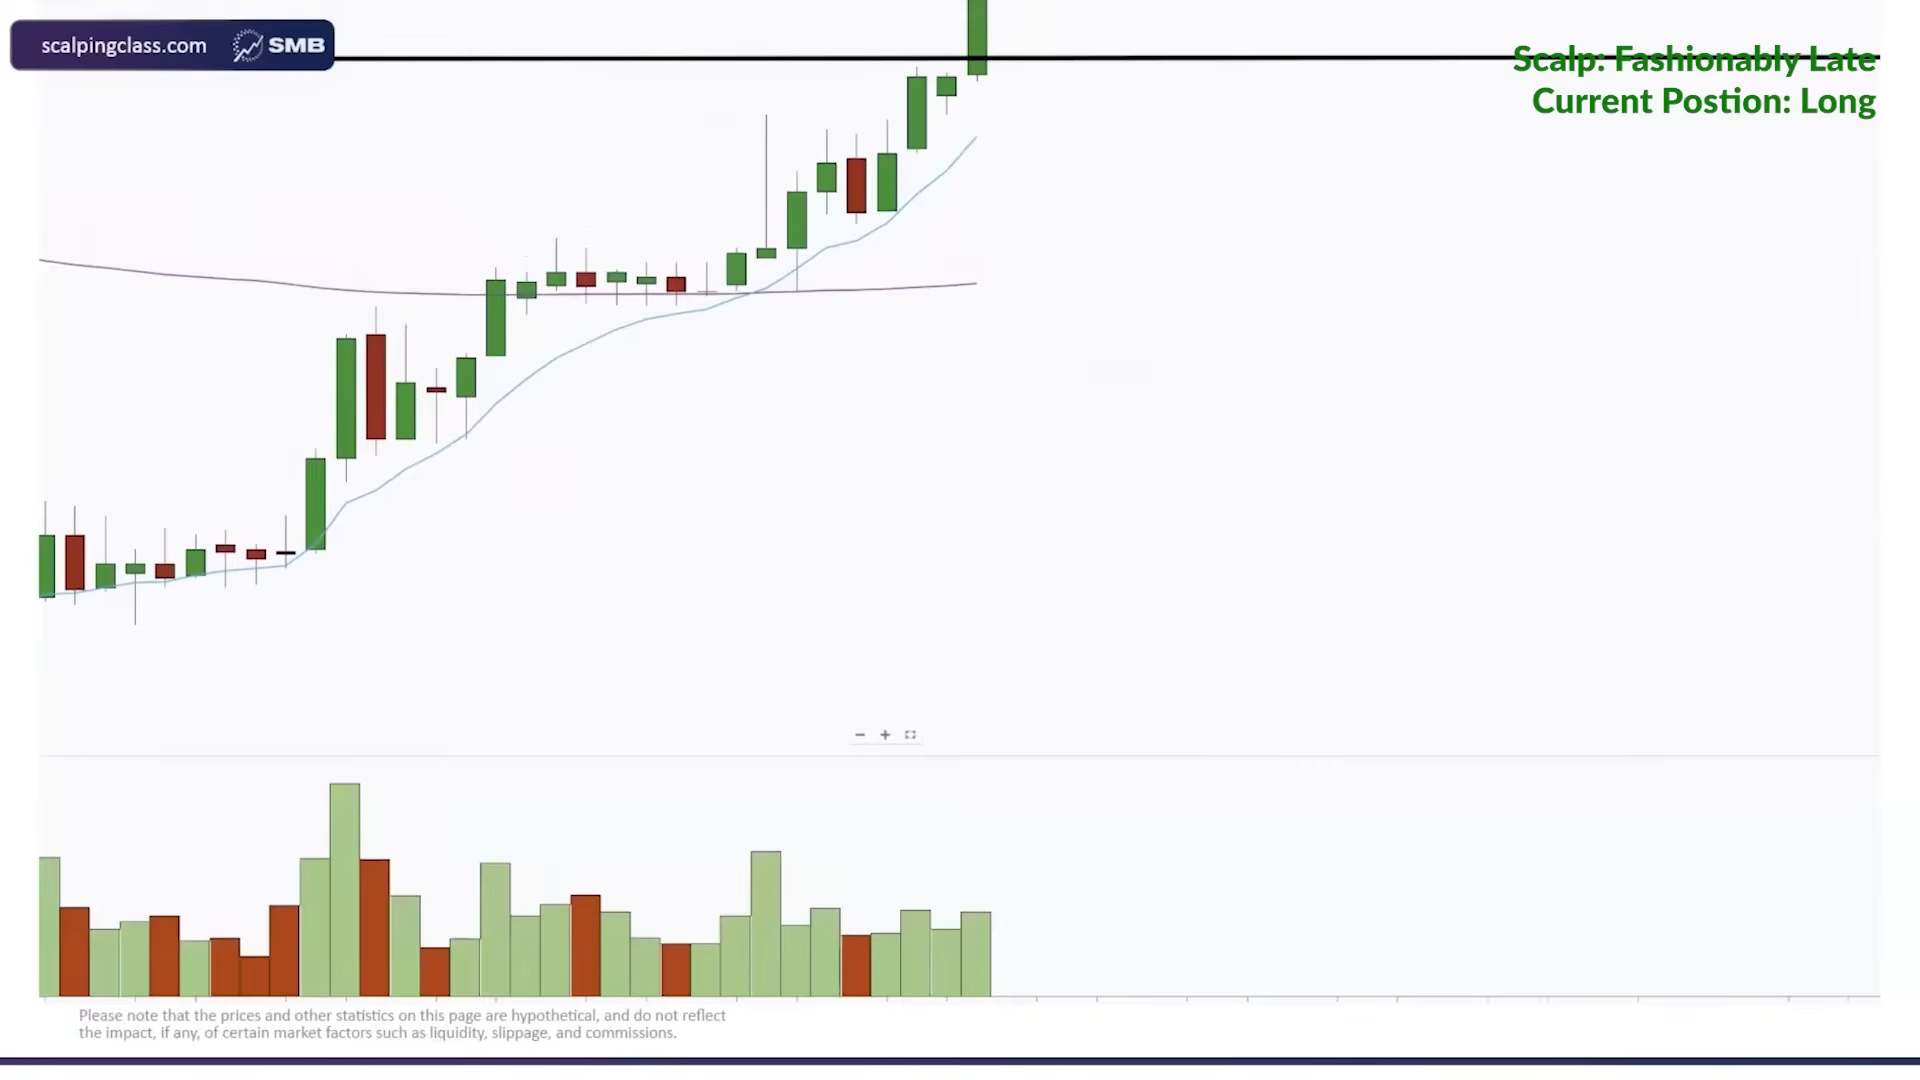 scalpingclass.com SMB
Scalp: Fashionably Late
Current Postion: Long
Please note that the prices and other statistics on this page are hypothetical, and do not reflect
the impact, if any, of certain market factors such as liquidity, slippage, and commissions.